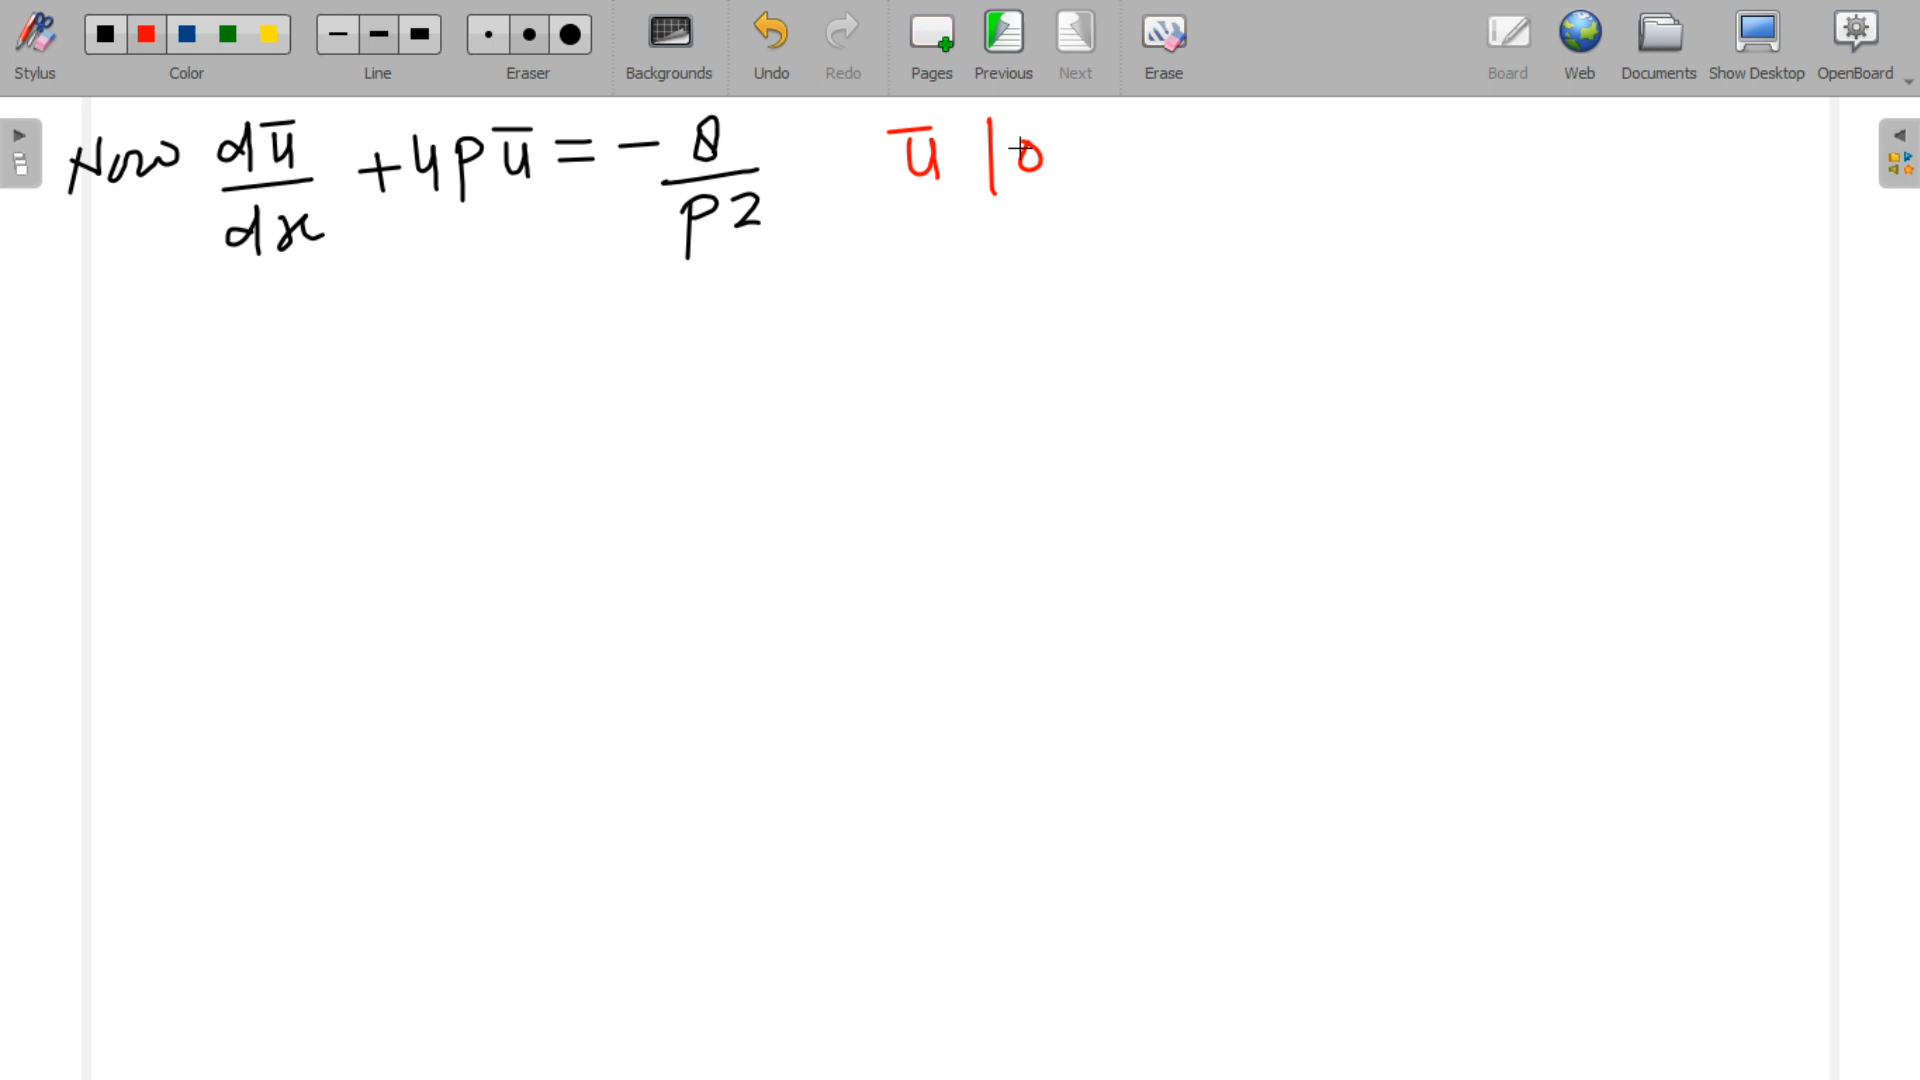 Stylus Color Line Eraser Backgrounds Undo Redo Pages Previous Next Erase Board Web Documents Show Desktop OpenBoard
Now dū/dx + 4pū = - 8/p2 ū | 0